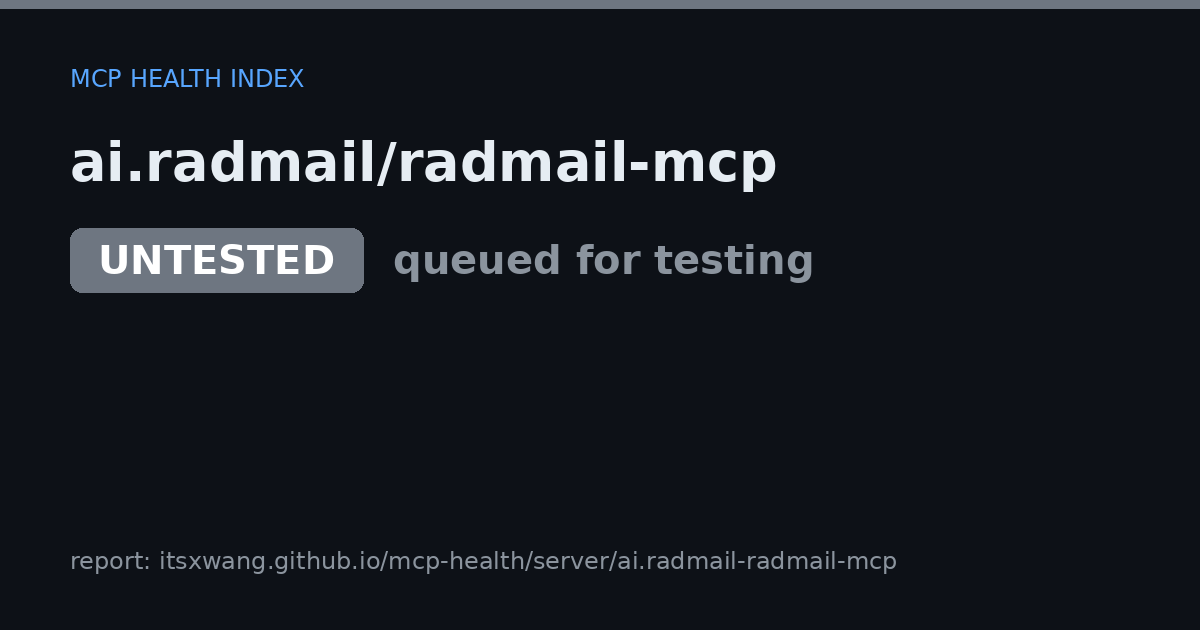 MCP HEALTH INDEX
ai.radmail/radmail-mcp
UNTESTED queued for testing
report: itsxwang.github.io/mcp-health/server/ai.radmail-radmail-mcp